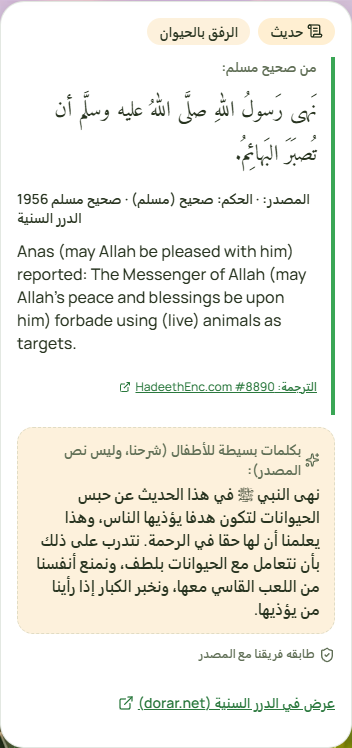 حديث
الرفق بالحيوان
من صحيح مسلم:
نَهى رَسولُ اللهِ صلَّى اللهُ عليه وسلَّم أن
تُصبَرَ البَهائِمُ.
المصدر: · الحكم: صحيح (مسلم) · صحيح مسلم 1956
الدرر السنية
Anas (may Allah be pleased with him)
reported: The Messenger of Allah (may
Allah's peace and blessings be upon
him) forbade using (live) animals as
targets.
الترجمة: HadeethEnc.com #8890
بكلمات بسيطة للأطفال (شرحنا، وليس نص
المصدر):
نهى النبي ﷺ في هذا الحديث عن حبس
الحيوانات لتكون هدفا يؤذيها الناس، وهذا
يعلمنا أن لها حقا في الرحمة. نتدرب على ذلك
بأن نتعامل مع الحيوانات بلطف، ونمنع أنفسنا
من اللعب القاسي معها، ونخبر الكبار إذا رأينا
من يؤذيها.
طابقه فريقنا مع المصدر
عرض في الدرر السنية (dorar.net)